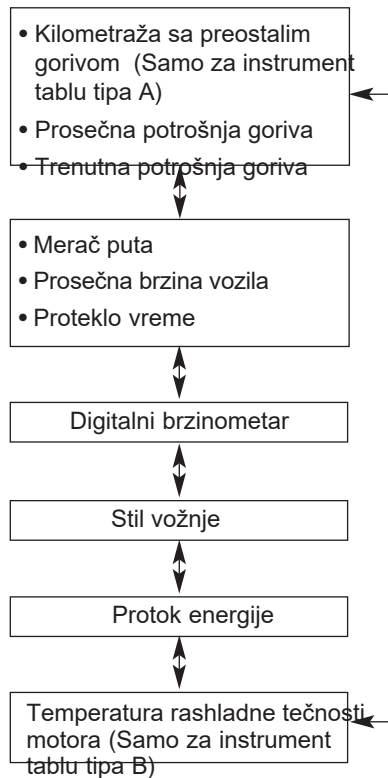 • Kilometraža sa preostalim
gorivom (Samo za instrument
tablu tipa A)
• Prosečna potrošnja goriva
• Trenutna potrošnja goriva
• Merač puta
• Prosečna brzina vozila
• Proteklo vreme
Digitalni brzinometar
Stil vožnje
Protok energije
Temperatura rashladne tečnosti
motora (Samo za instrument
tablu tipa B)